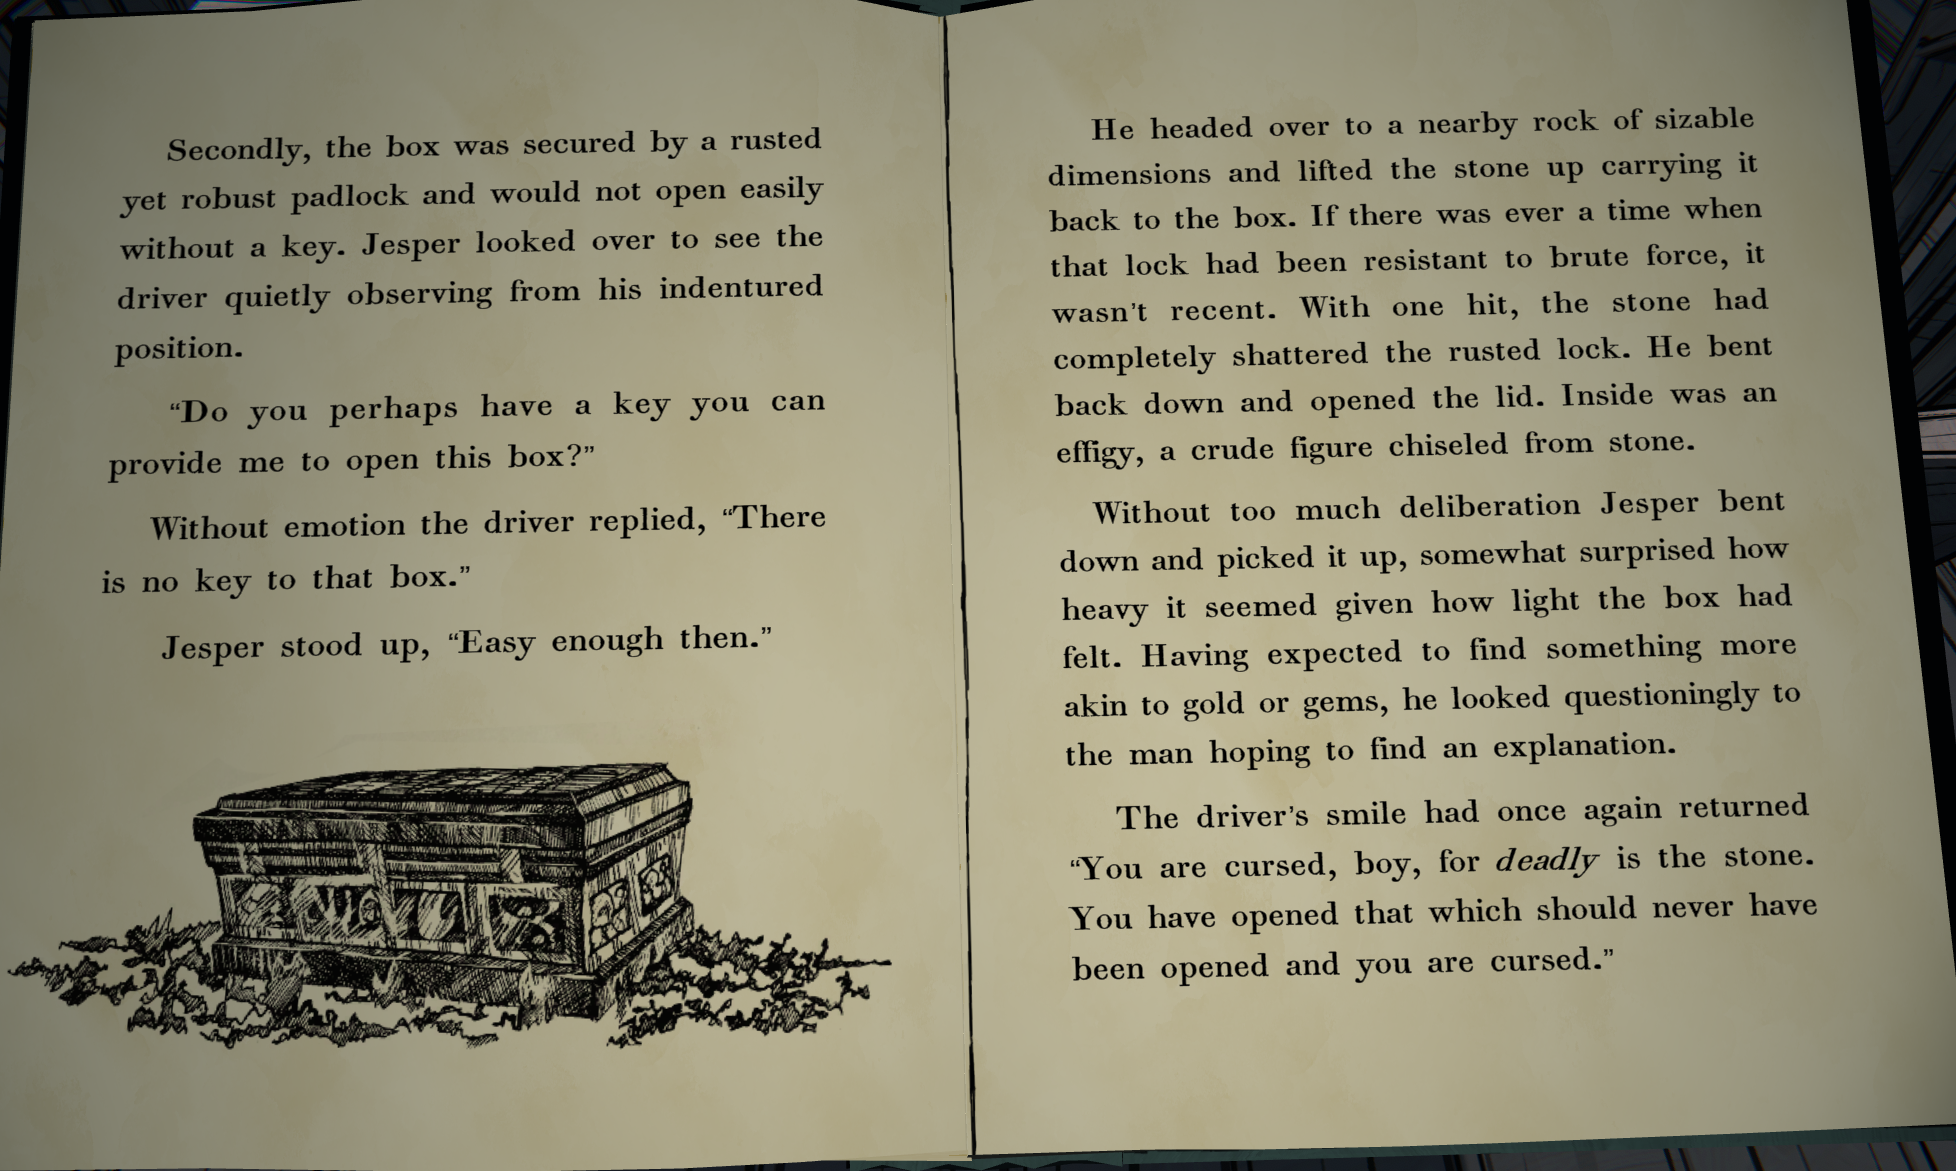 Secondly, the box was secured by a rusted
yet robust padlock and would not open easily
without a key. Jesper looked over to see the
driver quietly observing from his indentured
position.
“Do you perhaps have a key you can
provide me to open this box?”
Without emotion the driver replied, “There
is no key to that box.”
Jesper stood up, “Easy enough then.”
He headed over to a nearby rock of sizable
dimensions and lifted the stone up carrying it
back to the box. If there was ever a time when
that lock had been resistant to brute force, it
wasn’t recent. With one hit, the stone had
completely shattered the rusted lock. He bent
back down and opened the lid. Inside was an
effigy, a crude figure chiseled from stone.
Without too much deliberation Jesper bent
down and picked it up, somewhat surprised how
heavy it seemed given how light the box had
felt. Having expected to find something more
akin to gold or gems, he looked questioningly to
the man hoping to find an explanation.
The driver’s smile had once again returned
“You are cursed, boy, for deadly is the stone.
You have opened that which should never have
been opened and you are cursed.”